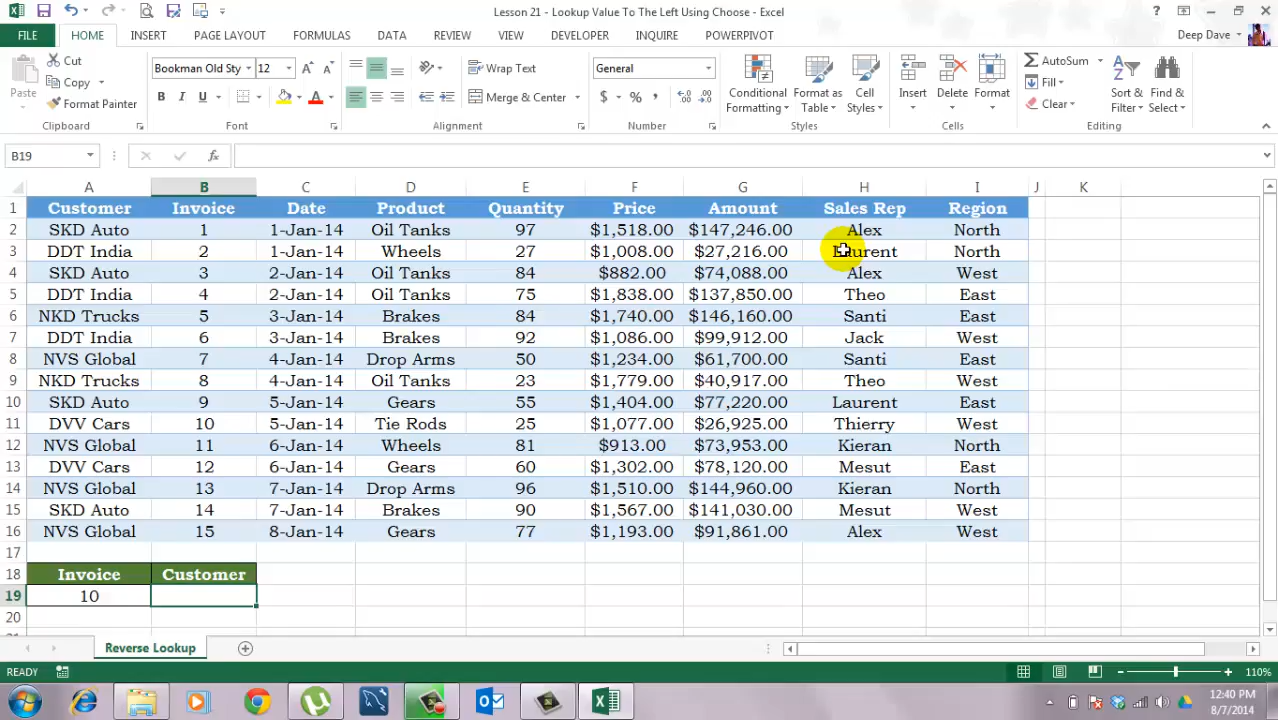 Lesson 21 - Lookup Value To The Left Using Choose - Excel
FILE HOME INSERT PAGE LAYOUT FORMULAS DATA REVIEW VIEW DEVELOPER INQUIRE POWERPIVOT Deep Dave
Paste Cut Copy Format Painter
Clipboard
Bookman Old Sty 12
B I U A
Font
Wrap Text
Merge & Center
Alignment
General
$ % ,
Number
Conditional Formatting Format as Table Cell Styles
Styles
Insert Delete Format
Cells
AutoSum
Fill
Clear
Sort & Filter Find & Select
Editing
B19 fx
A B C D E F G H I J K
1 Customer Invoice Date Product Quantity Price Amount Sales Rep Region
2 SKD Auto 1 1-Jan-14 Oil Tanks 97 $1,518.00 $147,246.00 Alex North
3 DDT India 2 1-Jan-14 Wheels 27 $1,008.00 $27,216.00 Laurent North
4 SKD Auto 3 2-Jan-14 Oil Tanks 84 $882.00 $74,088.00 Alex West
5 DDT India 4 2-Jan-14 Oil Tanks 75 $1,838.00 $137,850.00 Theo East
6 NKD Trucks 5 3-Jan-14 Brakes 84 $1,740.00 $146,160.00 Santi East
7 DDT India 6 3-Jan-14 Brakes 92 $1,086.00 $99,912.00 Jack West
8 NVS Global 7 4-Jan-14 Drop Arms 50 $1,234.00 $61,700.00 Santi East
9 NKD Trucks 8 4-Jan-14 Oil Tanks 23 $1,779.00 $40,917.00 Theo West
10 SKD Auto 9 5-Jan-14 Gears 55 $1,404.00 $77,220.00 Laurent East
11 DVV Cars 10 5-Jan-14 Tie Rods 25 $1,077.00 $26,925.00 Thierry West
12 NVS Global 11 6-Jan-14 Wheels 81 $913.00 $73,953.00 Kieran North
13 DVV Cars 12 6-Jan-14 Gears 60 $1,302.00 $78,120.00 Mesut East
14 NVS Global 13 7-Jan-14 Drop Arms 96 $1,510.00 $144,960.00 Kieran North
15 SKD Auto 14 7-Jan-14 Brakes 90 $1,567.00 $141,030.00 Mesut West
16 NVS Global 15 8-Jan-14 Gears 77 $1,193.00 $91,861.00 Alex West
17
18 Invoice Customer
19 10
20
21
Reverse Lookup
READY 110%
12:40 PM
8/7/2014